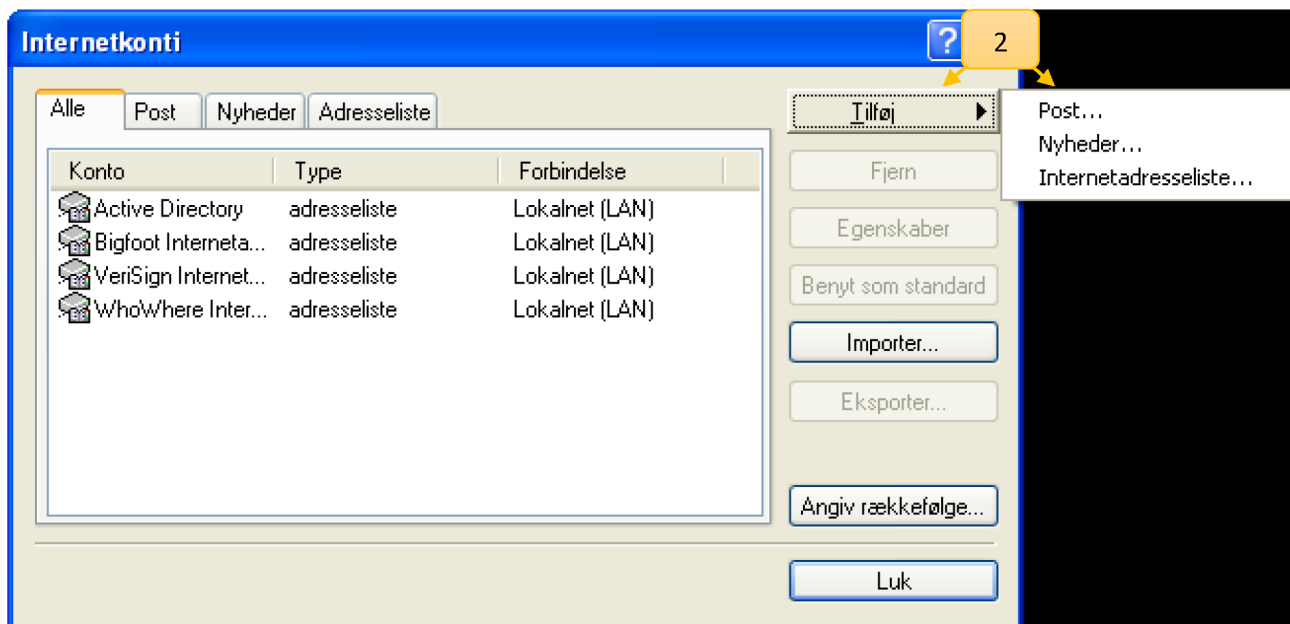 Internetkonti
?
2
Alle Post Nyheder Adresseliste
Tilføj
Post...
Nyheder...
Internetadresseliste...
Konto Type Forbindelse
Active Directory adresseliste Lokalnet (LAN)
Bigfoot Interneta... adresseliste Lokalnet (LAN)
VeriSign Internet... adresseliste Lokalnet (LAN)
WhoWhere Inter... adresseliste Lokalnet (LAN)
Fjern
Egenskaber
Benyt som standard
Importer...
Eksporter...
Angiv rækkefølge...
Luk